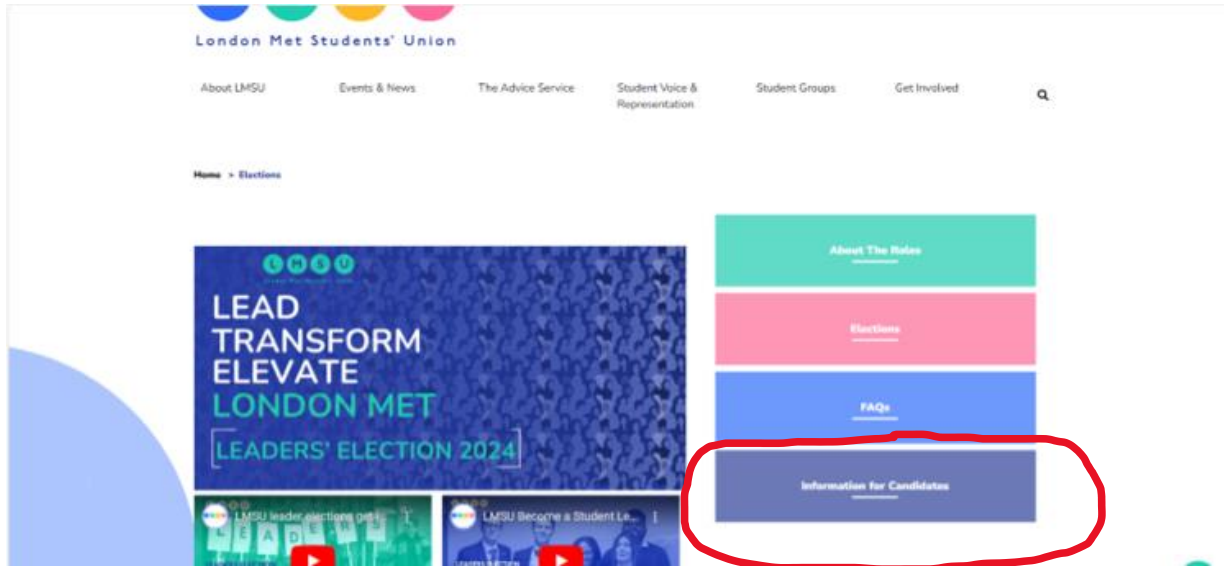 London Met Students' Union
About LMSU
Events & News
The Advice Service
Student Voice &
Representation
Student Groups
Get Involved
Home > Elections
LMSU
LEAD
TRANSFORM
ELEVATE
LONDON MET
LEADERS' ELECTION 2024
LMSU leader elections get i...
LEADERS
LMSU Become a Student Le...
About The Roles
Elections
FAQs
Information for Candidates